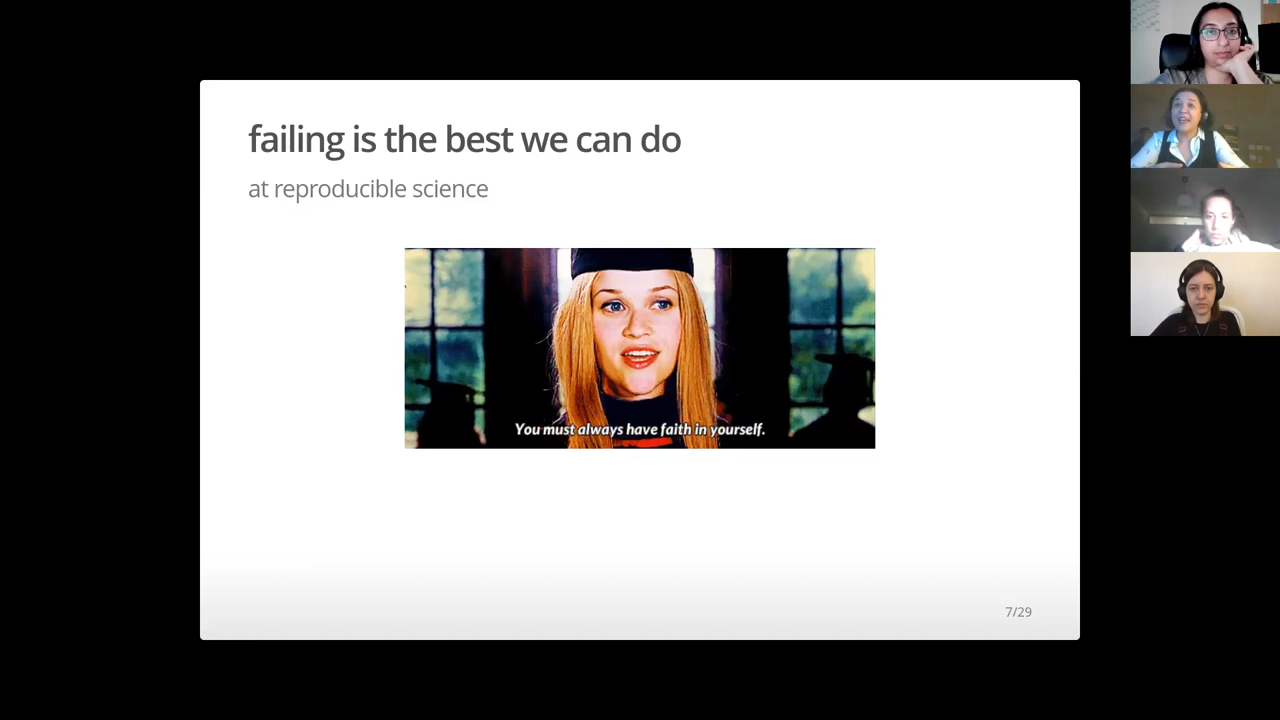 failing is the best we can do
at reproducible science
You must always have faith in yourself.
7/29